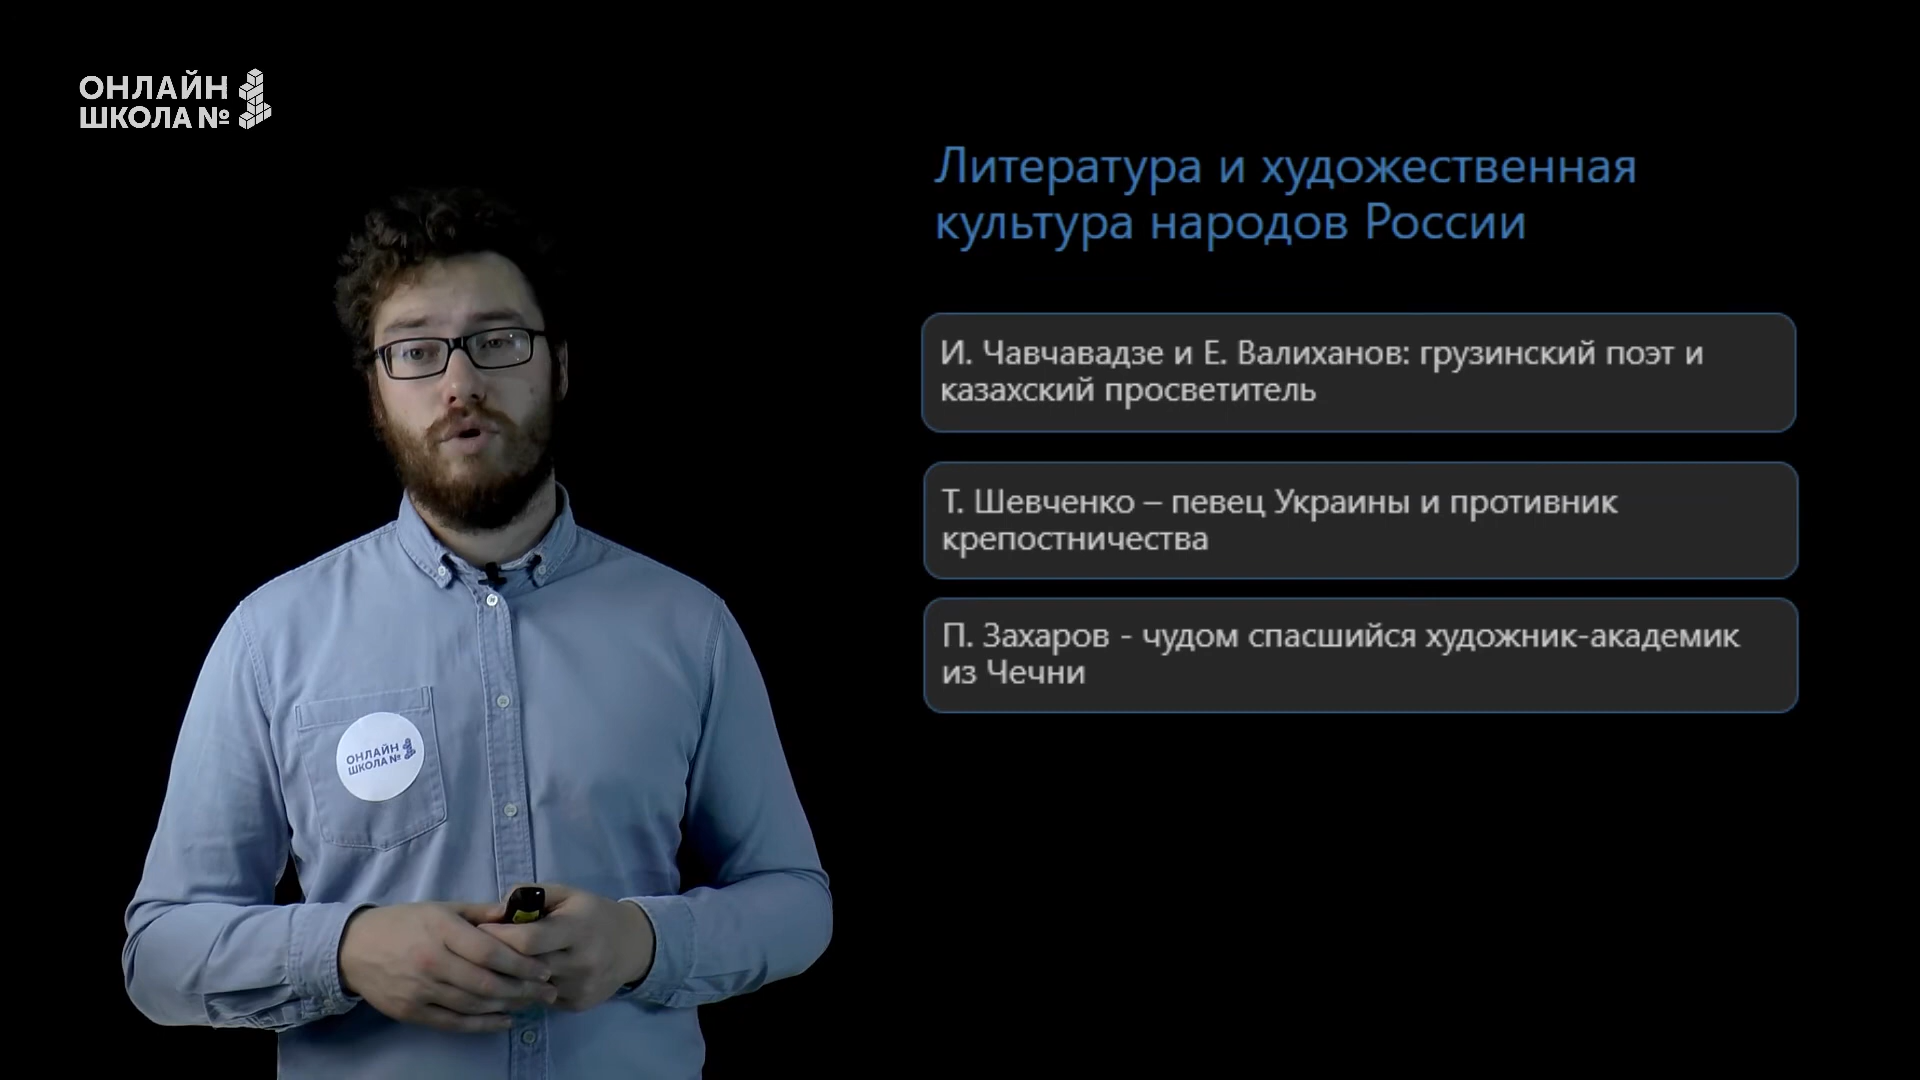 ОНЛАЙН
ШКОЛА №
Литература и художественная
культура народов России
И. Чавчавадзе и Е. Валиханов: грузинский поэт и
казахский просветитель
Т. Шевченко – певец Украины и противник
крепостничества
П. Захаров - чудом спасшийся художник-академик
из Чечни
ОНЛАЙН
ШКОЛА №